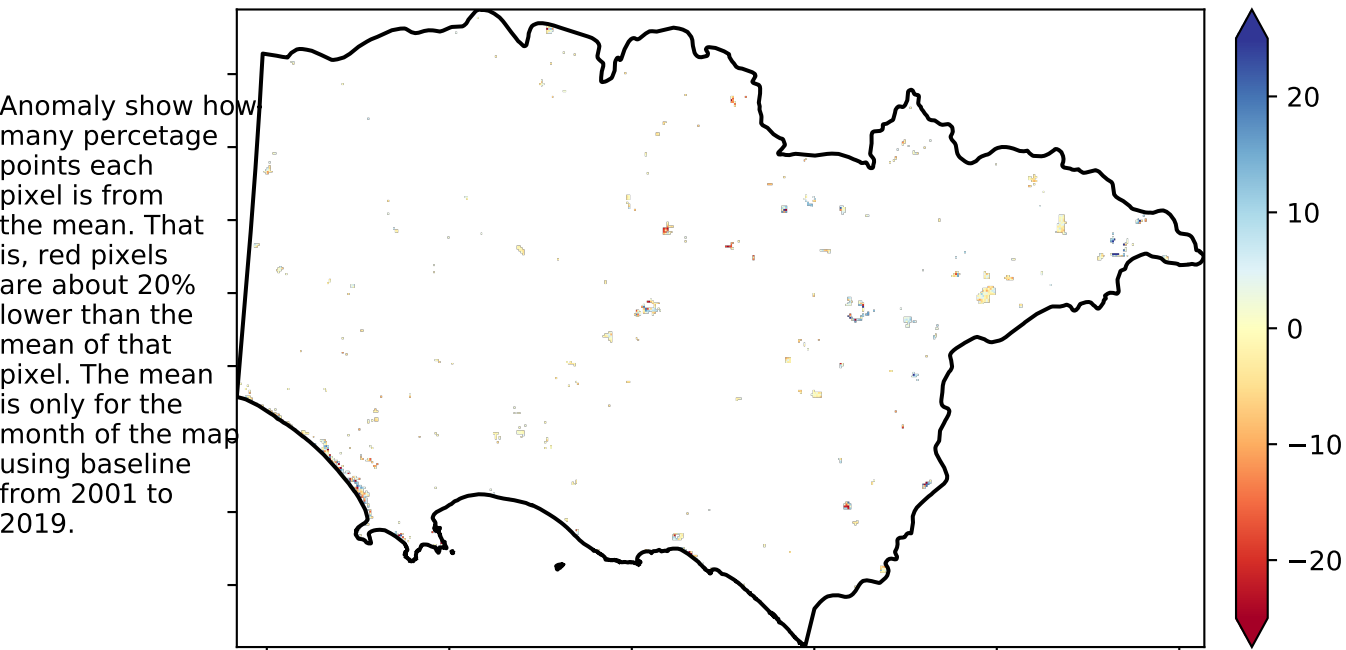 Anomaly show how
many percetage
points each
pixel is from
the mean. That
is, red pixels
are about 20%
lower than the
mean of that
pixel. The mean
is only for the
month of the map
using baseline
from 2001 to
2019.
20
10
0
−10
−20